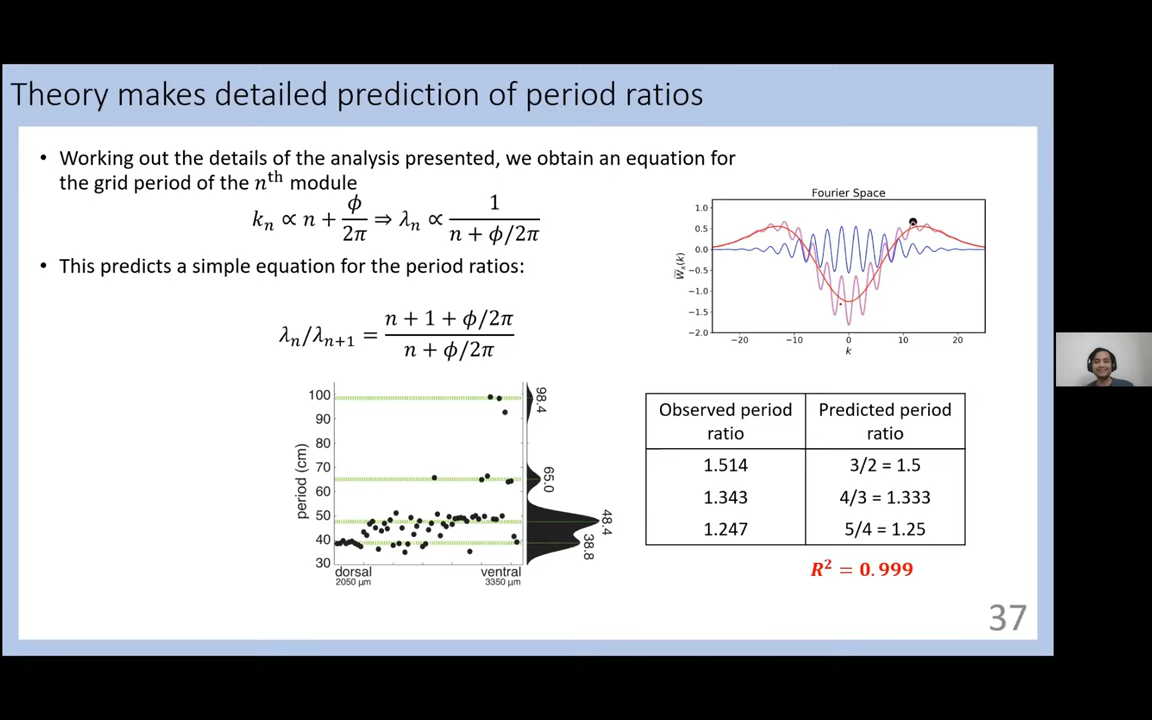 Theory makes detailed prediction of period ratios
• Working out the details of the analysis presented, we obtain an equation for
the grid period of the nᵗʰ module
kₙ ∝ n + ϕ/2π ⇒ λₙ ∝ 1/(n + ϕ/2π)
• This predicts a simple equation for the period ratios:
λₙ/λₙ₊₁ = (n + 1 + ϕ/2π)/(n + ϕ/2π)
Fourier Space
1.0
0.5
0.0
−0.5
−1.0
−1.5
−2.0
W̃ₓ(k)
−20 −10 0 10 20
k
100
90
80
70
60
50
40
30
period (cm)
dorsal
2050 µm
ventral
3350 µm
98.4
65.0
48.4
38.8
Observed period
ratio
Predicted period
ratio
1.514 3/2 = 1.5
1.343 4/3 = 1.333
1.247 5/4 = 1.25
R² = 0.999
37